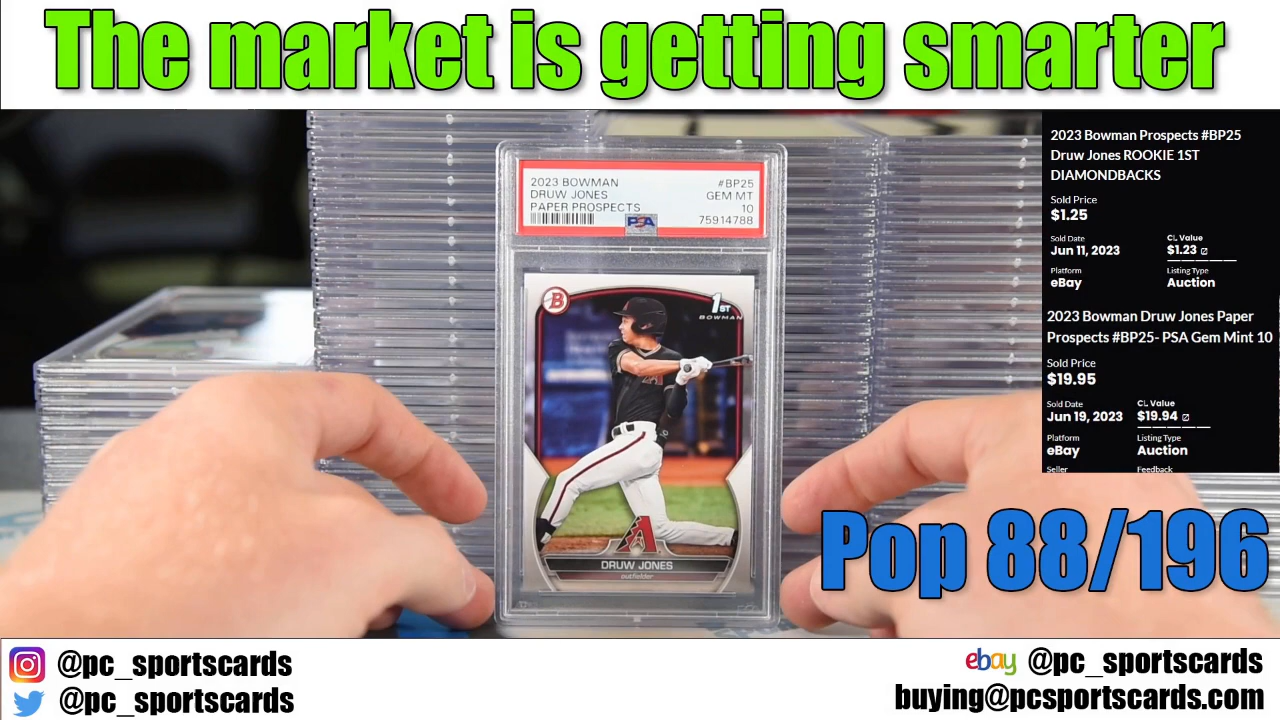 The market is getting smarter
2023 BOWMAN #BP25
DRUW JONES GEM MT
PAPER PROSPECTS 10
75914788
PSA
B
1ST
BOWMAN
DRUW JONES
outfielder
2023 Bowman Prospects #BP25
Druw Jones ROOKIE 1ST
DIAMONDBACKS
Sold Price
$1.25
Sold Date CL Value
Jun 11, 2023 $1.23
Platform Listing Type
eBay Auction
2023 Bowman Druw Jones Paper
Prospects #BP25- PSA Gem Mint 10
Sold Price
$19.95
Sold Date CL Value
Jun 19, 2023 $19.94
Platform Listing Type
eBay Auction
Seller Feedback
Pop 88/196
@pc_sportscards
@pc_sportscards
ebay @pc_sportscards
buying@pcsportscards.com